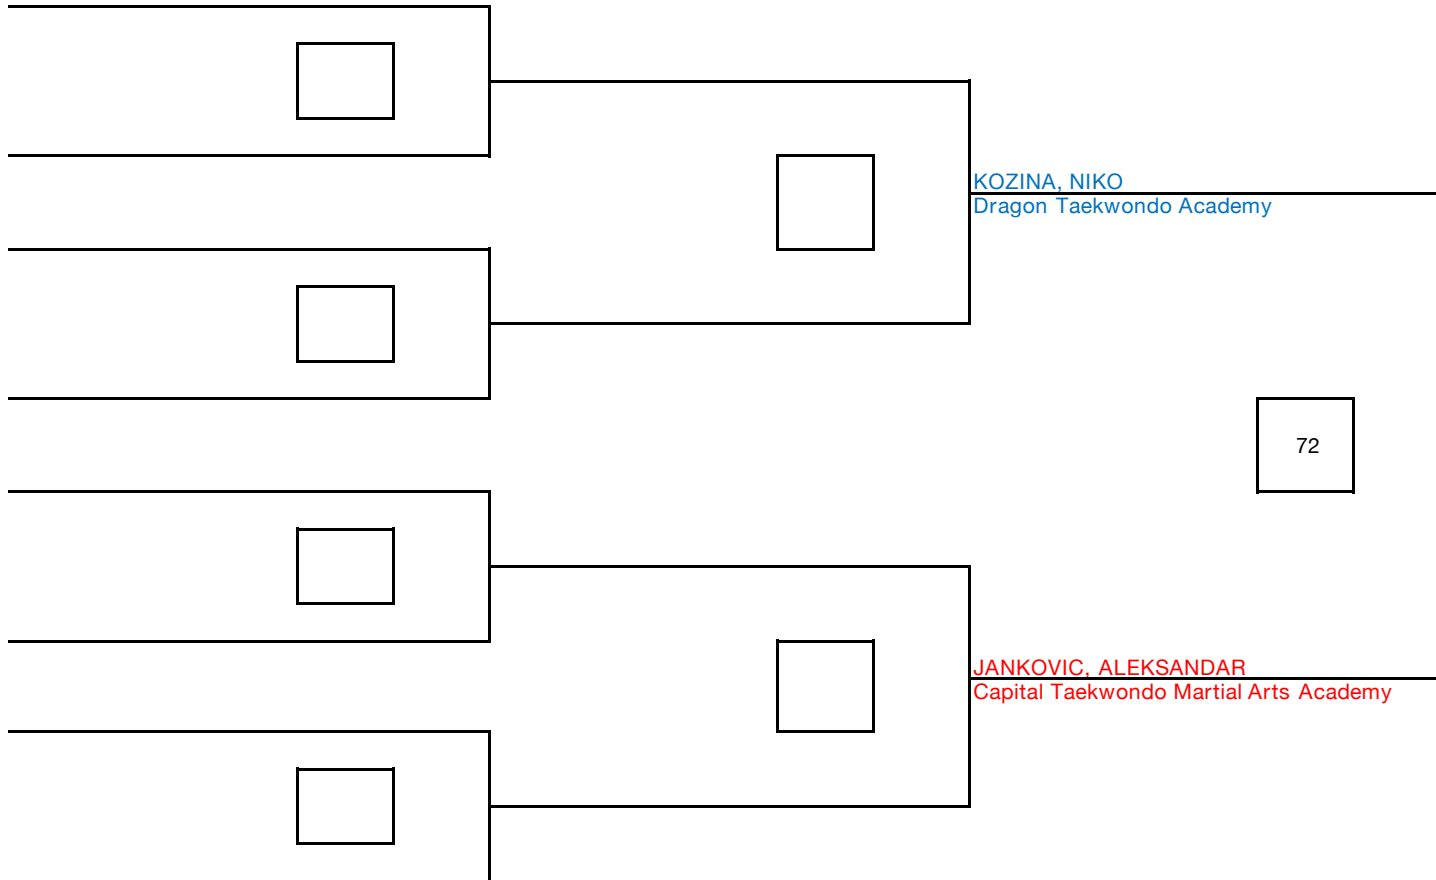 KOZINA, NIKO
Dragon Taekwondo Academy
72
JANKOVIC, ALEKSANDAR
Capital Taekwondo Martial Arts Academy